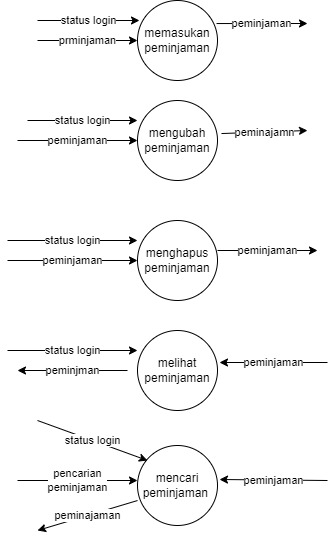 status login
prminjaman
memasukan
peminjaman
peminjaman
status login
peminjaman
mengubah
peminjaman
peminajamn
status login
peminjaman
menghapus
peminjaman
peminjaman
status login
peminjman
melihat
peminjaman
peminjaman
status login
pencarian
peminjaman
peminajaman
mencari
peminjaman
peminjaman